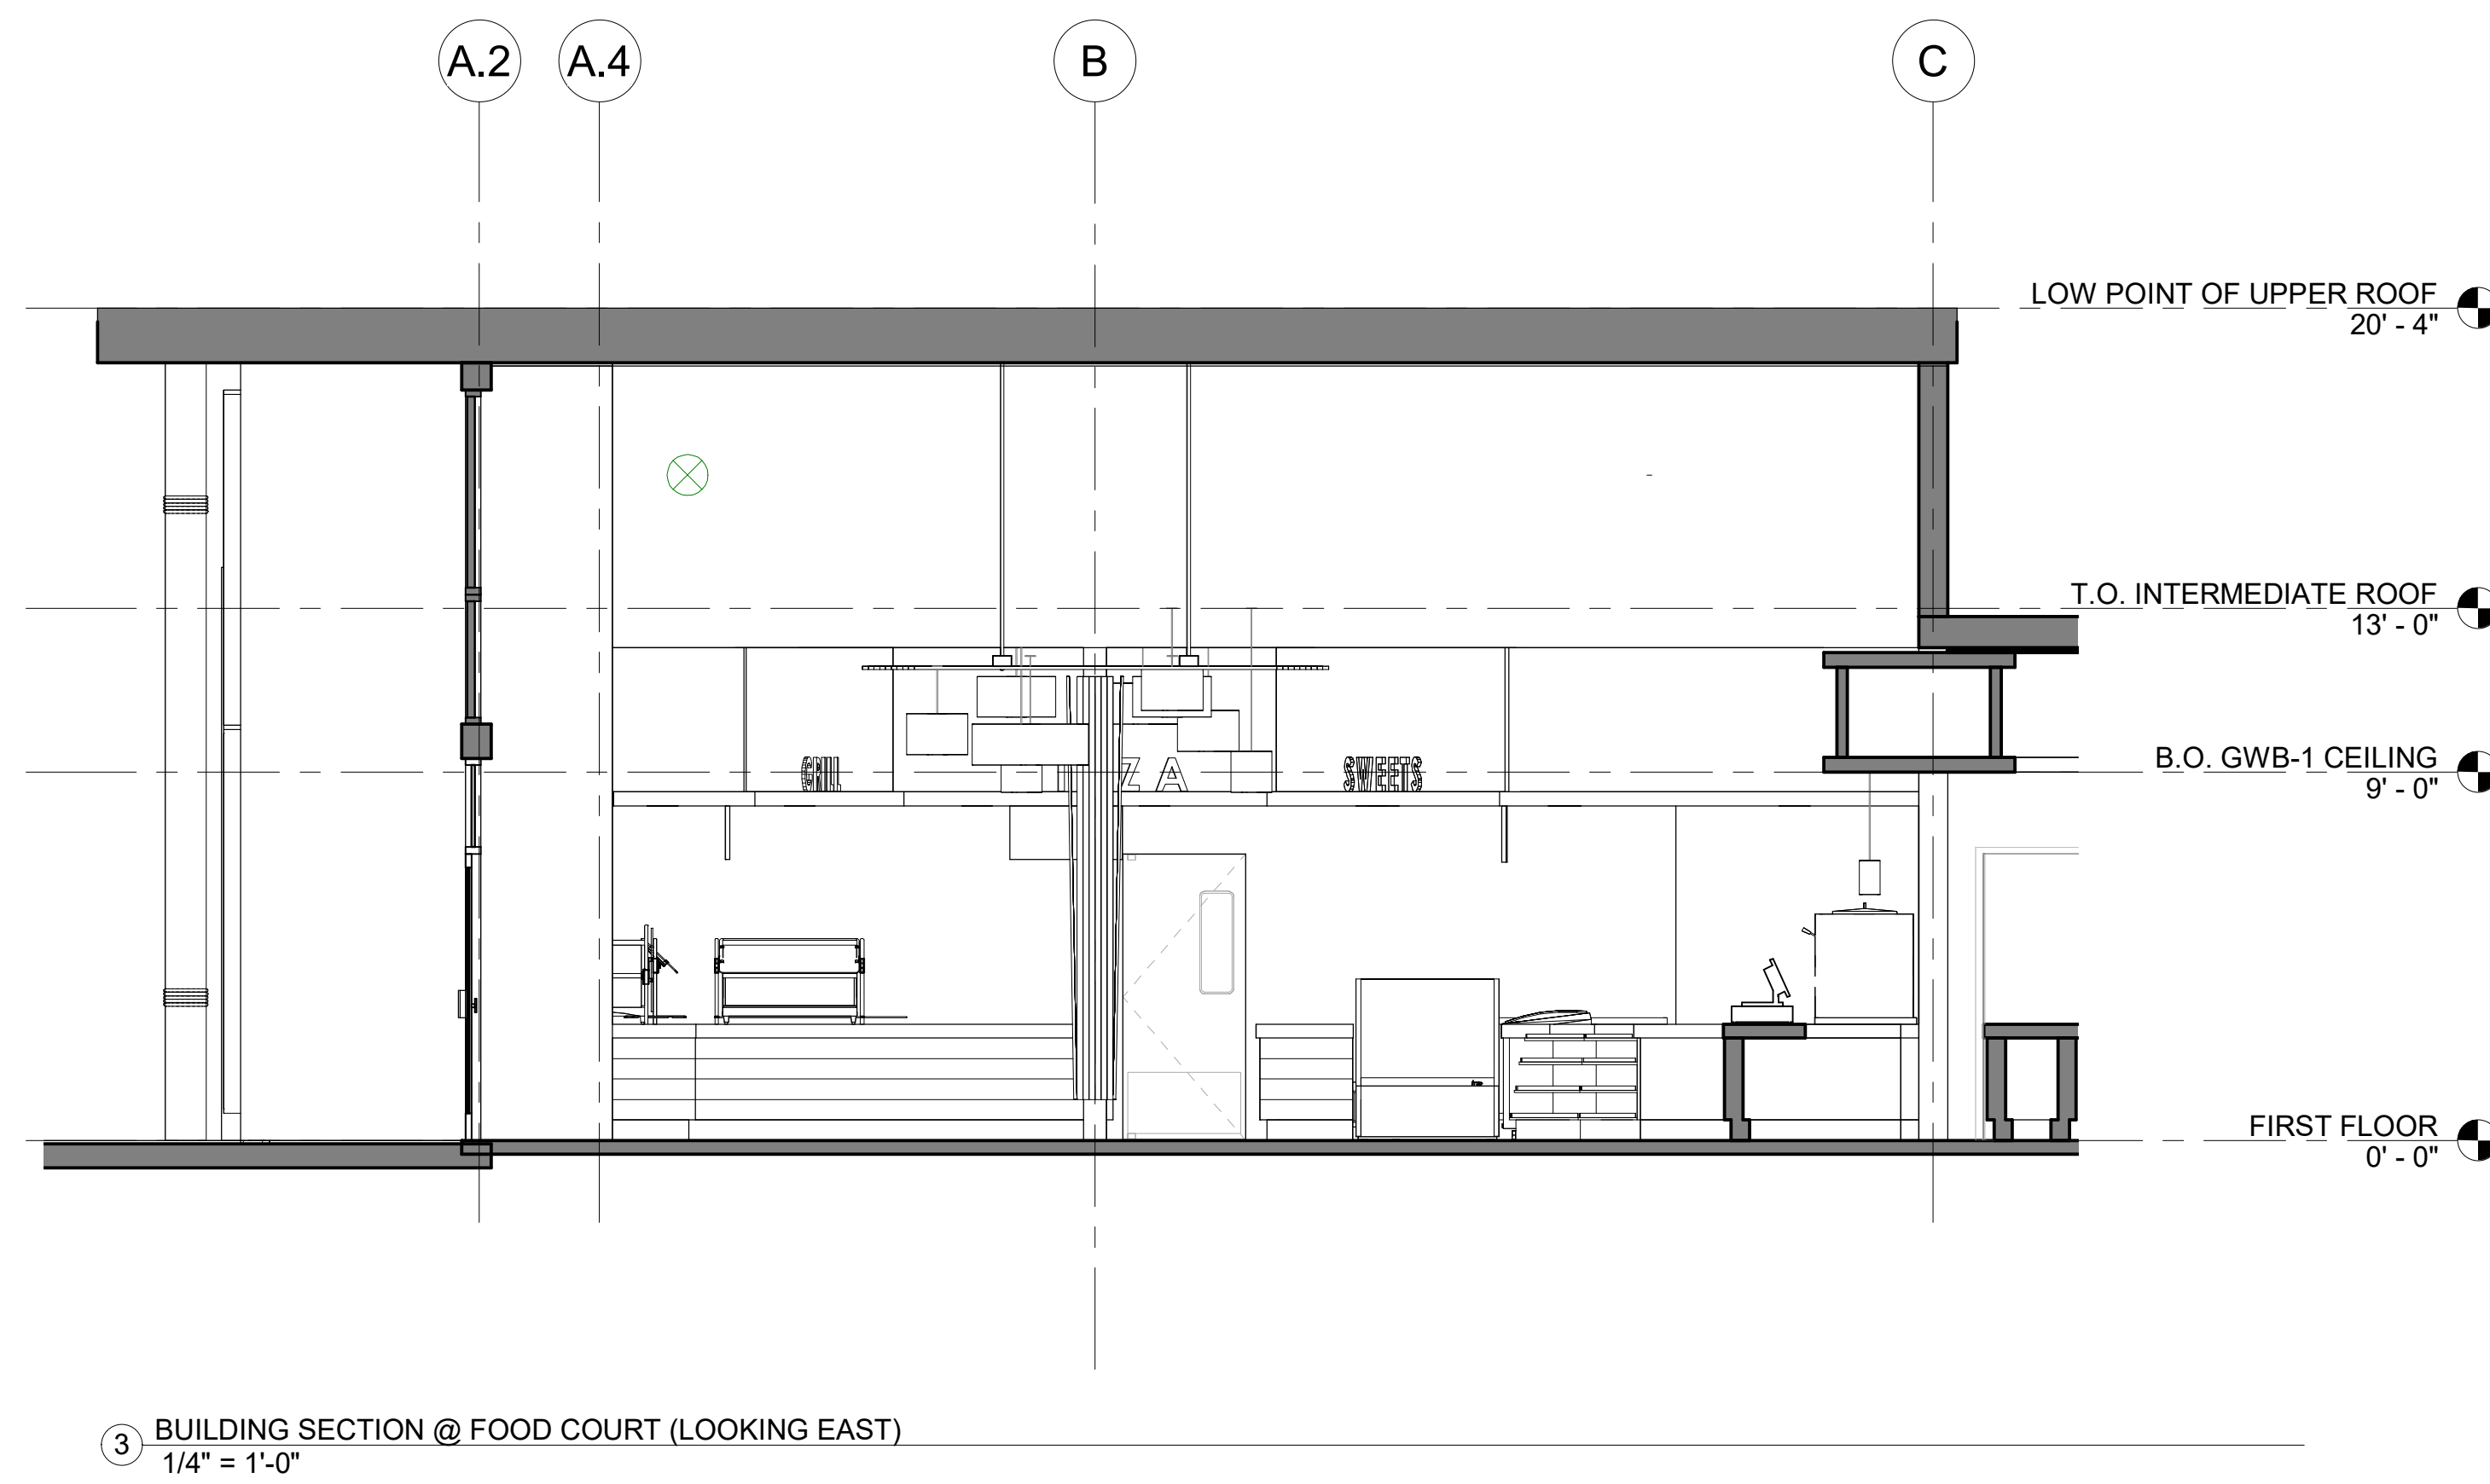 A.2 A.4 B C
LOW POINT OF UPPER ROOF
20' - 4"
T.O. INTERMEDIATE ROOF
13' - 0"
B.O. GWB-1 CEILING
9' - 0"
GRILL ZA SWEETS
FIRST FLOOR
0' - 0"
3 BUILDING SECTION @ FOOD COURT (LOOKING EAST)
1/4" = 1'-0"